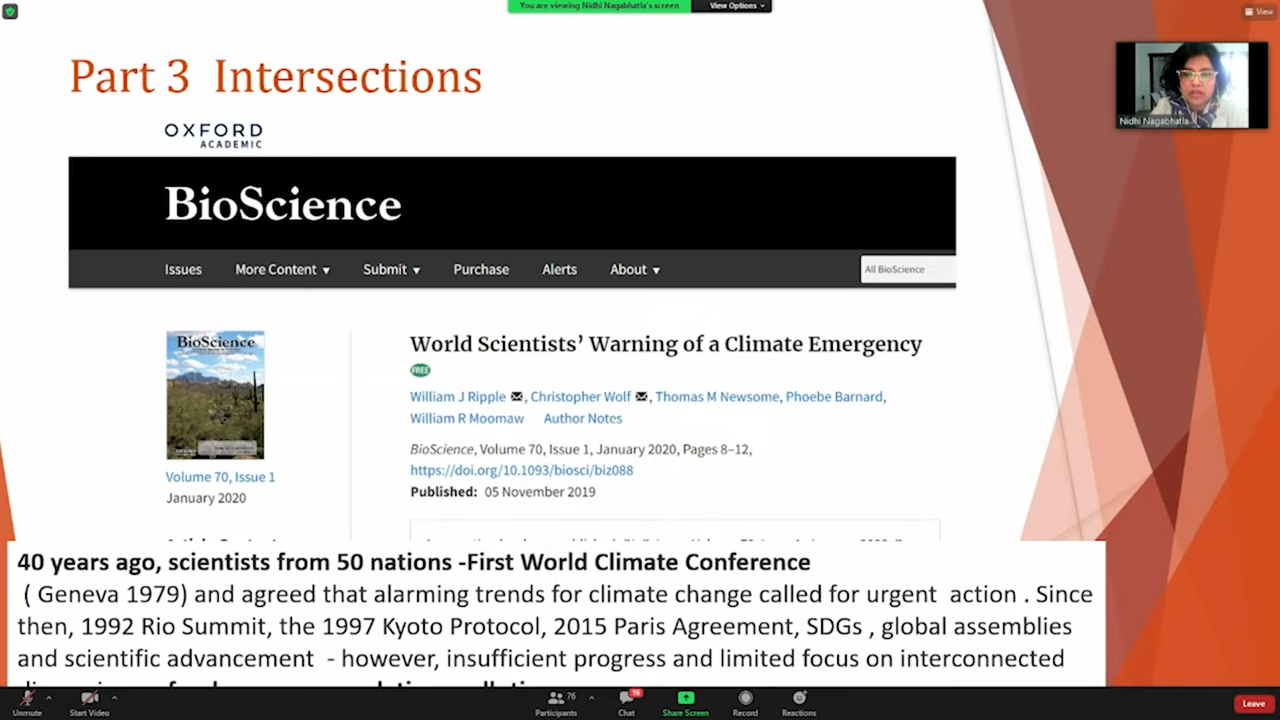 You are viewing Nidhi Nagabhatla's screen
View Options
View
Part 3 Intersections
OXFORD
ACADEMIC
BioScience
Issues More Content Submit Purchase Alerts About
All BioScience
Nidhi Nagabhatla
BioScience
World Scientists' Warning of a Climate Emergency
FREE
William J Ripple, Christopher Wolf, Thomas M Newsome, Phoebe Barnard,
William R Moomaw Author Notes
BioScience, Volume 70, Issue 1, January 2020, Pages 8–12,
https://doi.org/10.1093/biosci/biz088
Published: 05 November 2019
Volume 70, Issue 1
January 2020
40 years ago, scientists from 50 nations -First World Climate Conference
( Geneva 1979) and agreed that alarming trends for climate change called for urgent action . Since
then, 1992 Rio Summit, the 1997 Kyoto Protocol, 2015 Paris Agreement, SDGs , global assemblies
and scientific advancement - however, insufficient progress and limited focus on interconnected
Unmute
Start Video
Participants 76
Chat 16
Share Screen
Record
Reactions
Leave